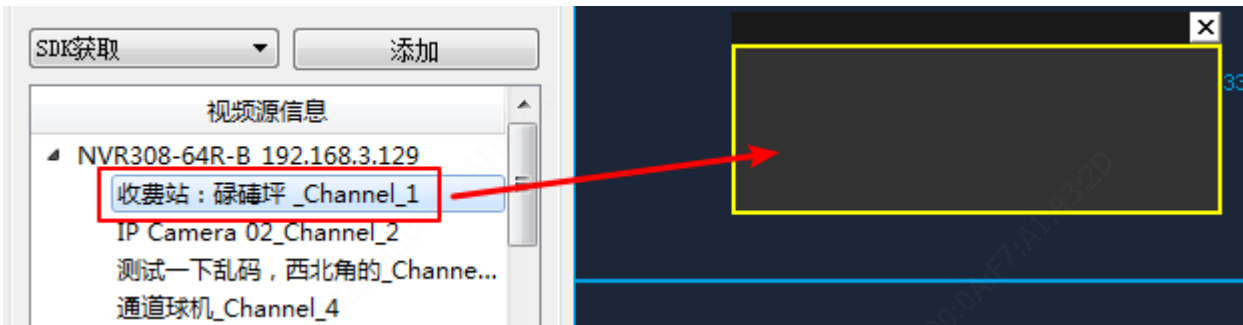 SDK获取
添加
视频源信息
NVR308-64R-B_192.168.3.129
收费站：碌碡坪 _Channel_1
IP Camera 02_Channel_2
测试一下乱码，西北角的_Channe...
通道球机_Channel_4
33